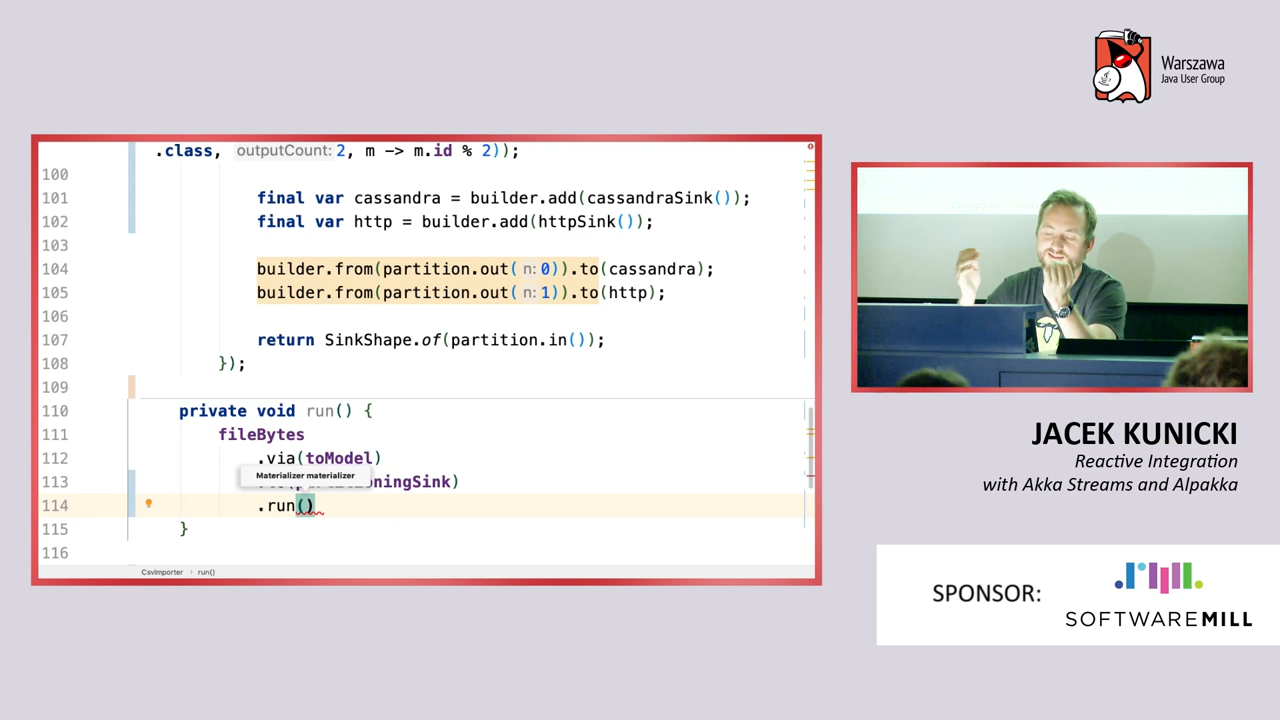 Warszawa
Java User Group
.class, outputCount: 2, m -> m.id % 2));
100
101 final var cassandra = builder.add(cassandraSink());
102 final var http = builder.add(httpSink());
103
104 builder.from(partition.out( n: 0)).to(cassandra);
105 builder.from(partition.out( n: 1)).to(http);
106
107 return SinkShape.of(partition.in());
108 });
109
110 private void run() {
111 fileBytes
112 .via(toModel)
Materializer materializer
113 ioningSink)
114 .run()
115 }
116
CsvImporter › run()
JACEK KUNICKI
Reactive Integration
with Akka Streams and Alpakka
SPONSOR:
SOFTWAREMILL